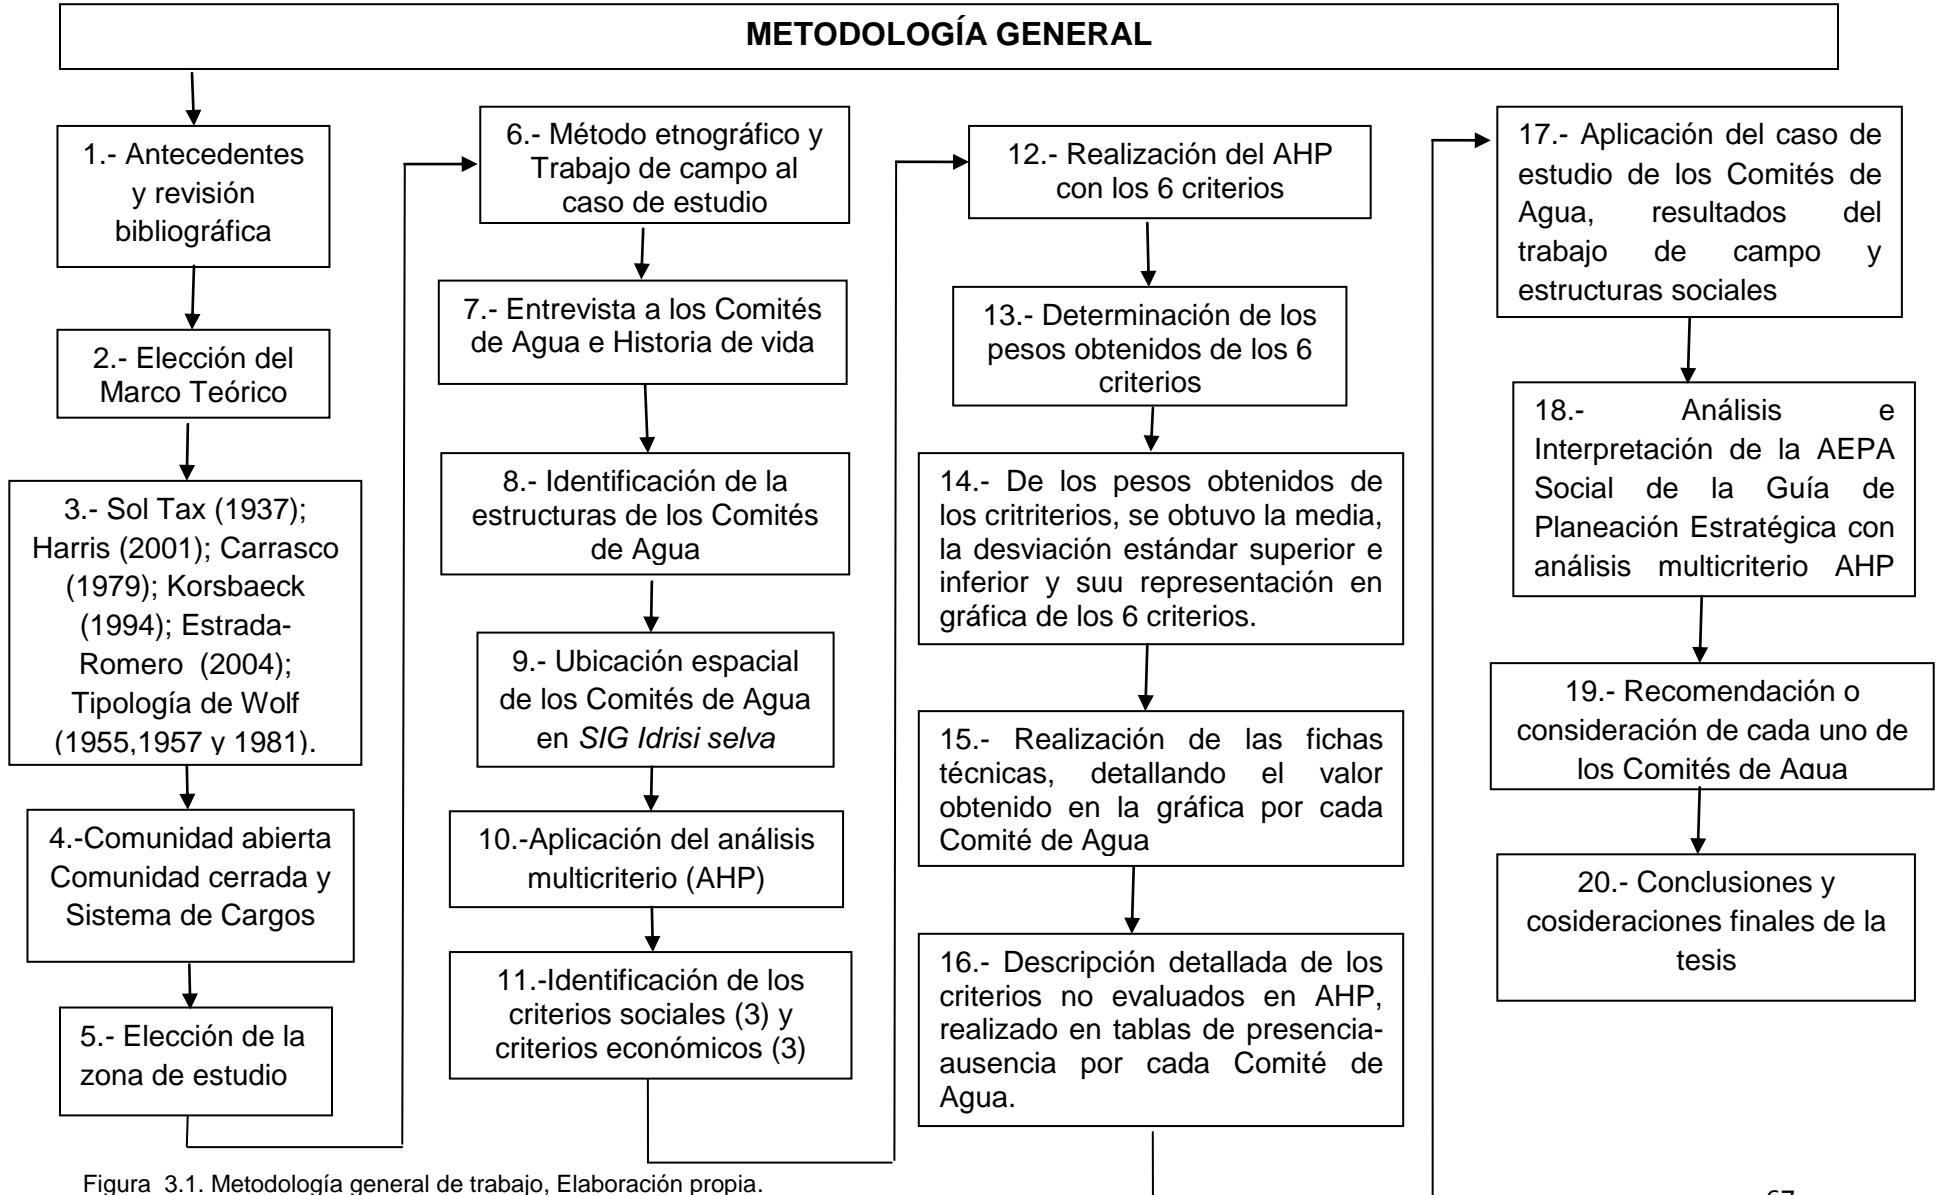 METODOLOGÍA GENERAL
1.- Antecedentes
y revisión
bibliográfica
2.- Elección del
Marco Teórico
3.- Sol Tax (1937);
Harris (2001); Carrasco
(1979); Korsbaeck
(1994); Estrada-
Romero (2004);
Tipología de Wolf
(1955,1957 y 1981).
4.-Comunidad abierta
Comunidad cerrada y
Sistema de Cargos
5.- Elección de la
zona de estudio
6.- Método etnográfico y
Trabajo de campo al
caso de estudio
7.- Entrevista a los Comités
de Agua e Historia de vida
8.- Identificación de la
estructuras de los Comités
de Agua
9.- Ubicación espacial
de los Comités de Agua
en SIG Idrisi selva
10.-Aplicación del análisis
multicriterio (AHP)
11.-Identificación de los
criterios sociales (3) y
criterios económicos (3)
12.- Realización del AHP
con los 6 criterios
13.- Determinación de los
pesos obtenidos de los 6
criterios
14.- De los pesos obtenidos de
los critriterios, se obtuvo la media,
la desviación estándar superior e
inferior y suu representación en
gráfica de los 6 criterios.
15.- Realización de las fichas
técnicas, detallando el valor
obtenido en la gráfica por cada
Comité de Agua
16.- Descripción detallada de los
criterios no evaluados en AHP,
realizado en tablas de presencia-
ausencia por cada Comité de
Agua.
17.- Aplicación del caso de
estudio de los Comités de
Agua, resultados del
trabajo de campo y
estructuras sociales
18.- Análisis e
Interpretación de la AEPA
Social de la Guía de
Planeación Estratégica con
análisis multicriterio AHP
19.- Recomendación o
consideración de cada uno de
los Comités de Agua
20.- Conclusiones y
cosideraciones finales de la
tesis
Figura 3.1. Metodología general de trabajo, Elaboración propia.